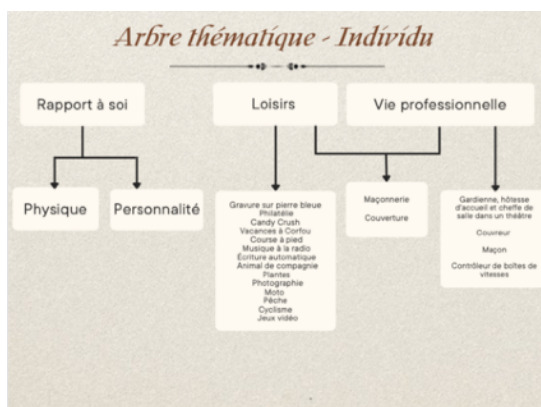 Arbre thématique - Individu
Rapport à soi
Loisirs
Vie professionnelle
Physique
Personnalité
Gravure sur pierre bleue
Philatélie
Candy Crush
Vacances à Corfou
Course à pied
Musique à la radio
Écriture automatique
Animal de compagnie
Plantes
Photographie
Moto
Pêche
Cyclisme
Jeux vidéo
Maçonnerie
Couverture
Gardienne, hôtesse
d'accueil et cheffe de
salle dans un théâtre
Couvreur
Maçon
Contrôleur de boîtes de
vitesses